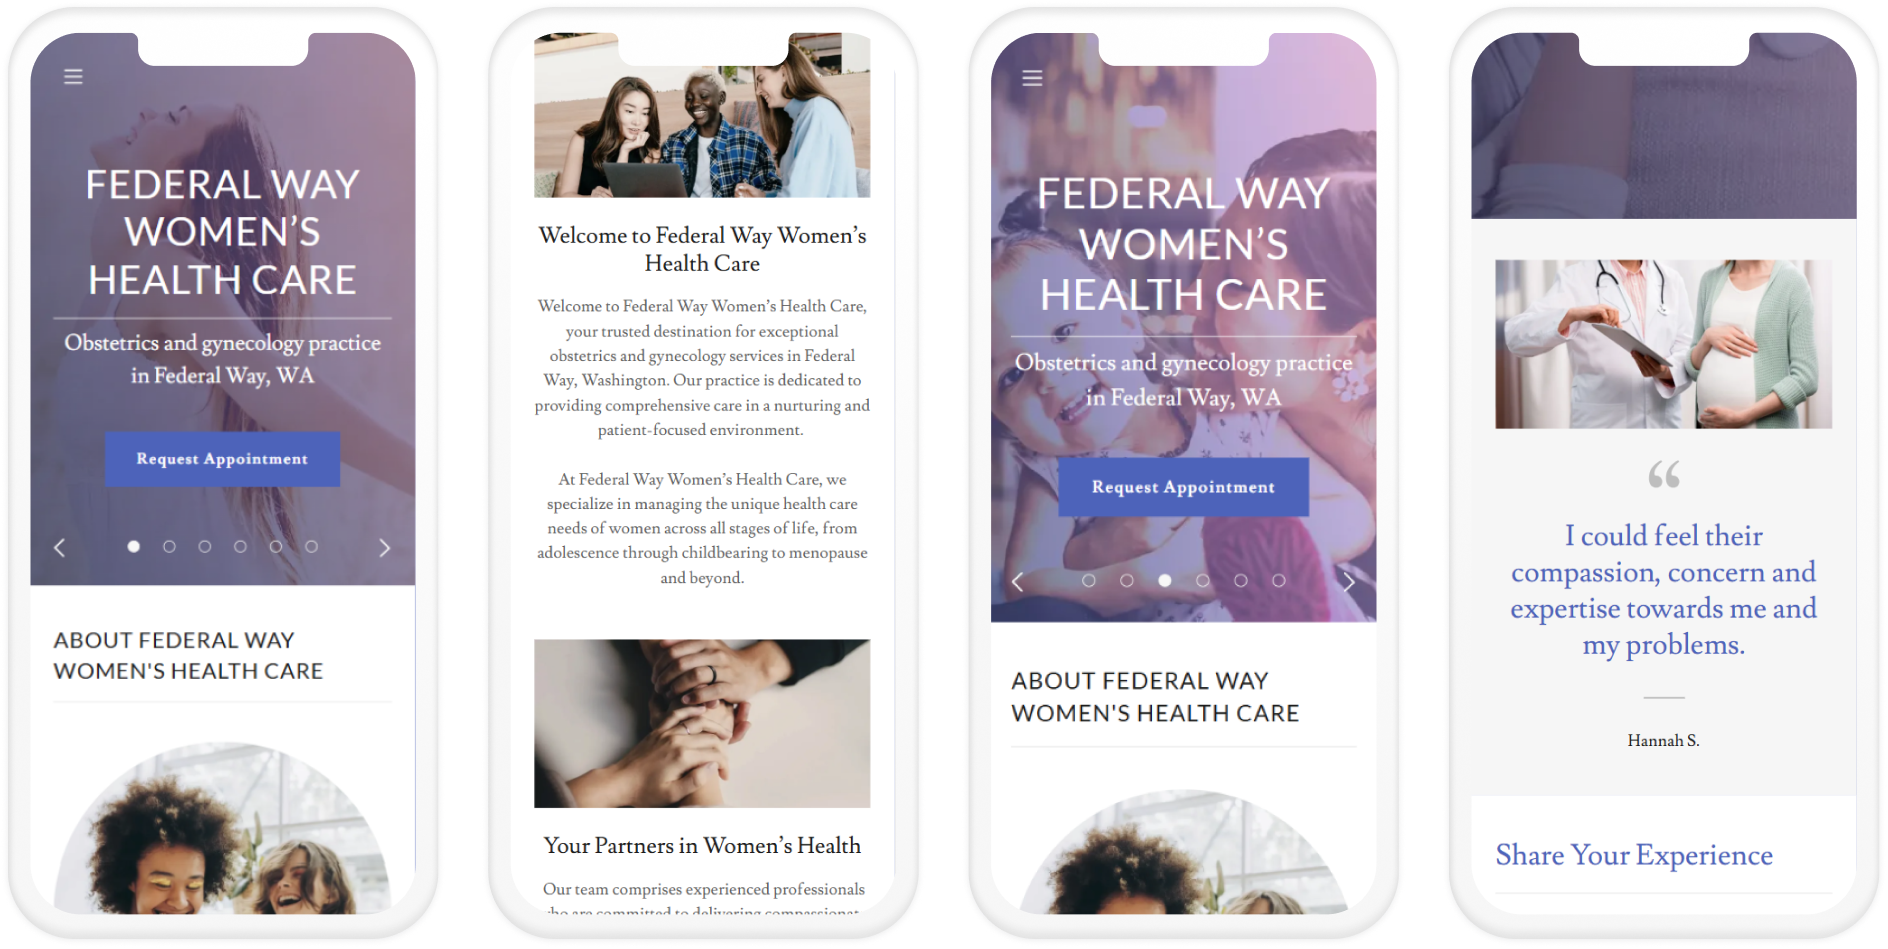 FEDERAL WAY
WOMEN’S
HEALTH CARE
Obstetrics and gynecology practice
in Federal Way, WA
Request Appointment
ABOUT FEDERAL WAY
WOMEN'S HEALTH CARE
Welcome to Federal Way Women’s
Health Care
Welcome to Federal Way Women’s Health Care,
your trusted destination for exceptional
obstetrics and gynecology services in Federal
Way, Washington. Our practice is dedicated to
providing comprehensive care in a nurturing and
patient-focused environment.
At Federal Way Women’s Health Care, we
specialize in managing the unique health care
needs of women across all stages of life, from
adolescence through childbearing to menopause
and beyond.
Your Partners in Women’s Health
Our team comprises experienced professionals
who are committed to delivering compassionat
FEDERAL WAY
WOMEN’S
HEALTH CARE
Obstetrics and gynecology practice
in Federal Way, WA
Request Appointment
ABOUT FEDERAL WAY
WOMEN'S HEALTH CARE
“
I could feel their
compassion, concern and
expertise towards me and
my problems.
Hannah S.
Share Your Experience